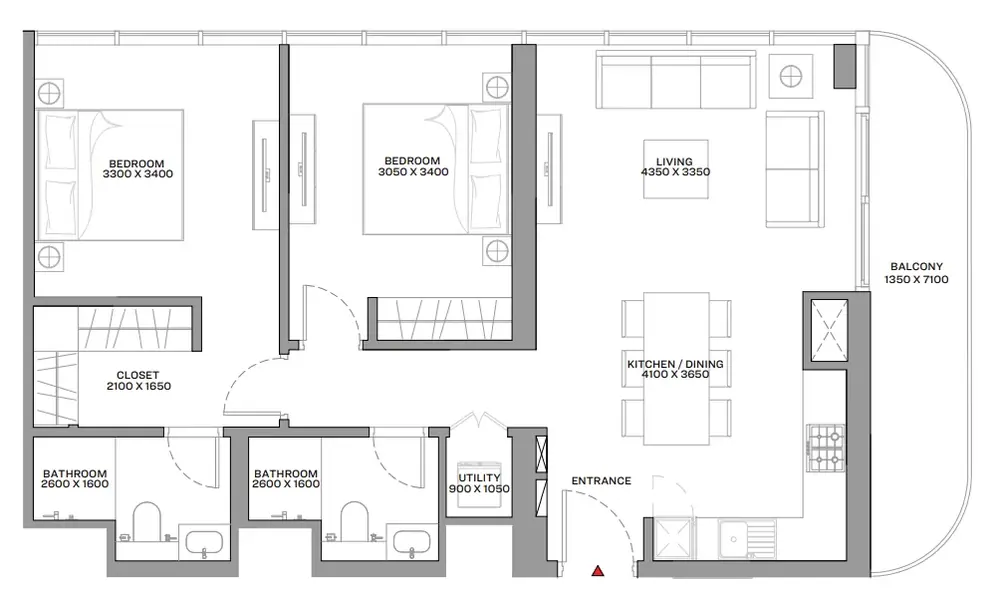 BEDROOM
3300 X 3400
BEDROOM
3050 X 3400
LIVING
4350 X 3350
BALCONY
1350 X 7100
CLOSET
2100 X 1650
KITCHEN / DINING
4100 X 3650
BATHROOM
2600 X 1600
BATHROOM
2600 X 1600
UTILITY
900 X 1050
ENTRANCE